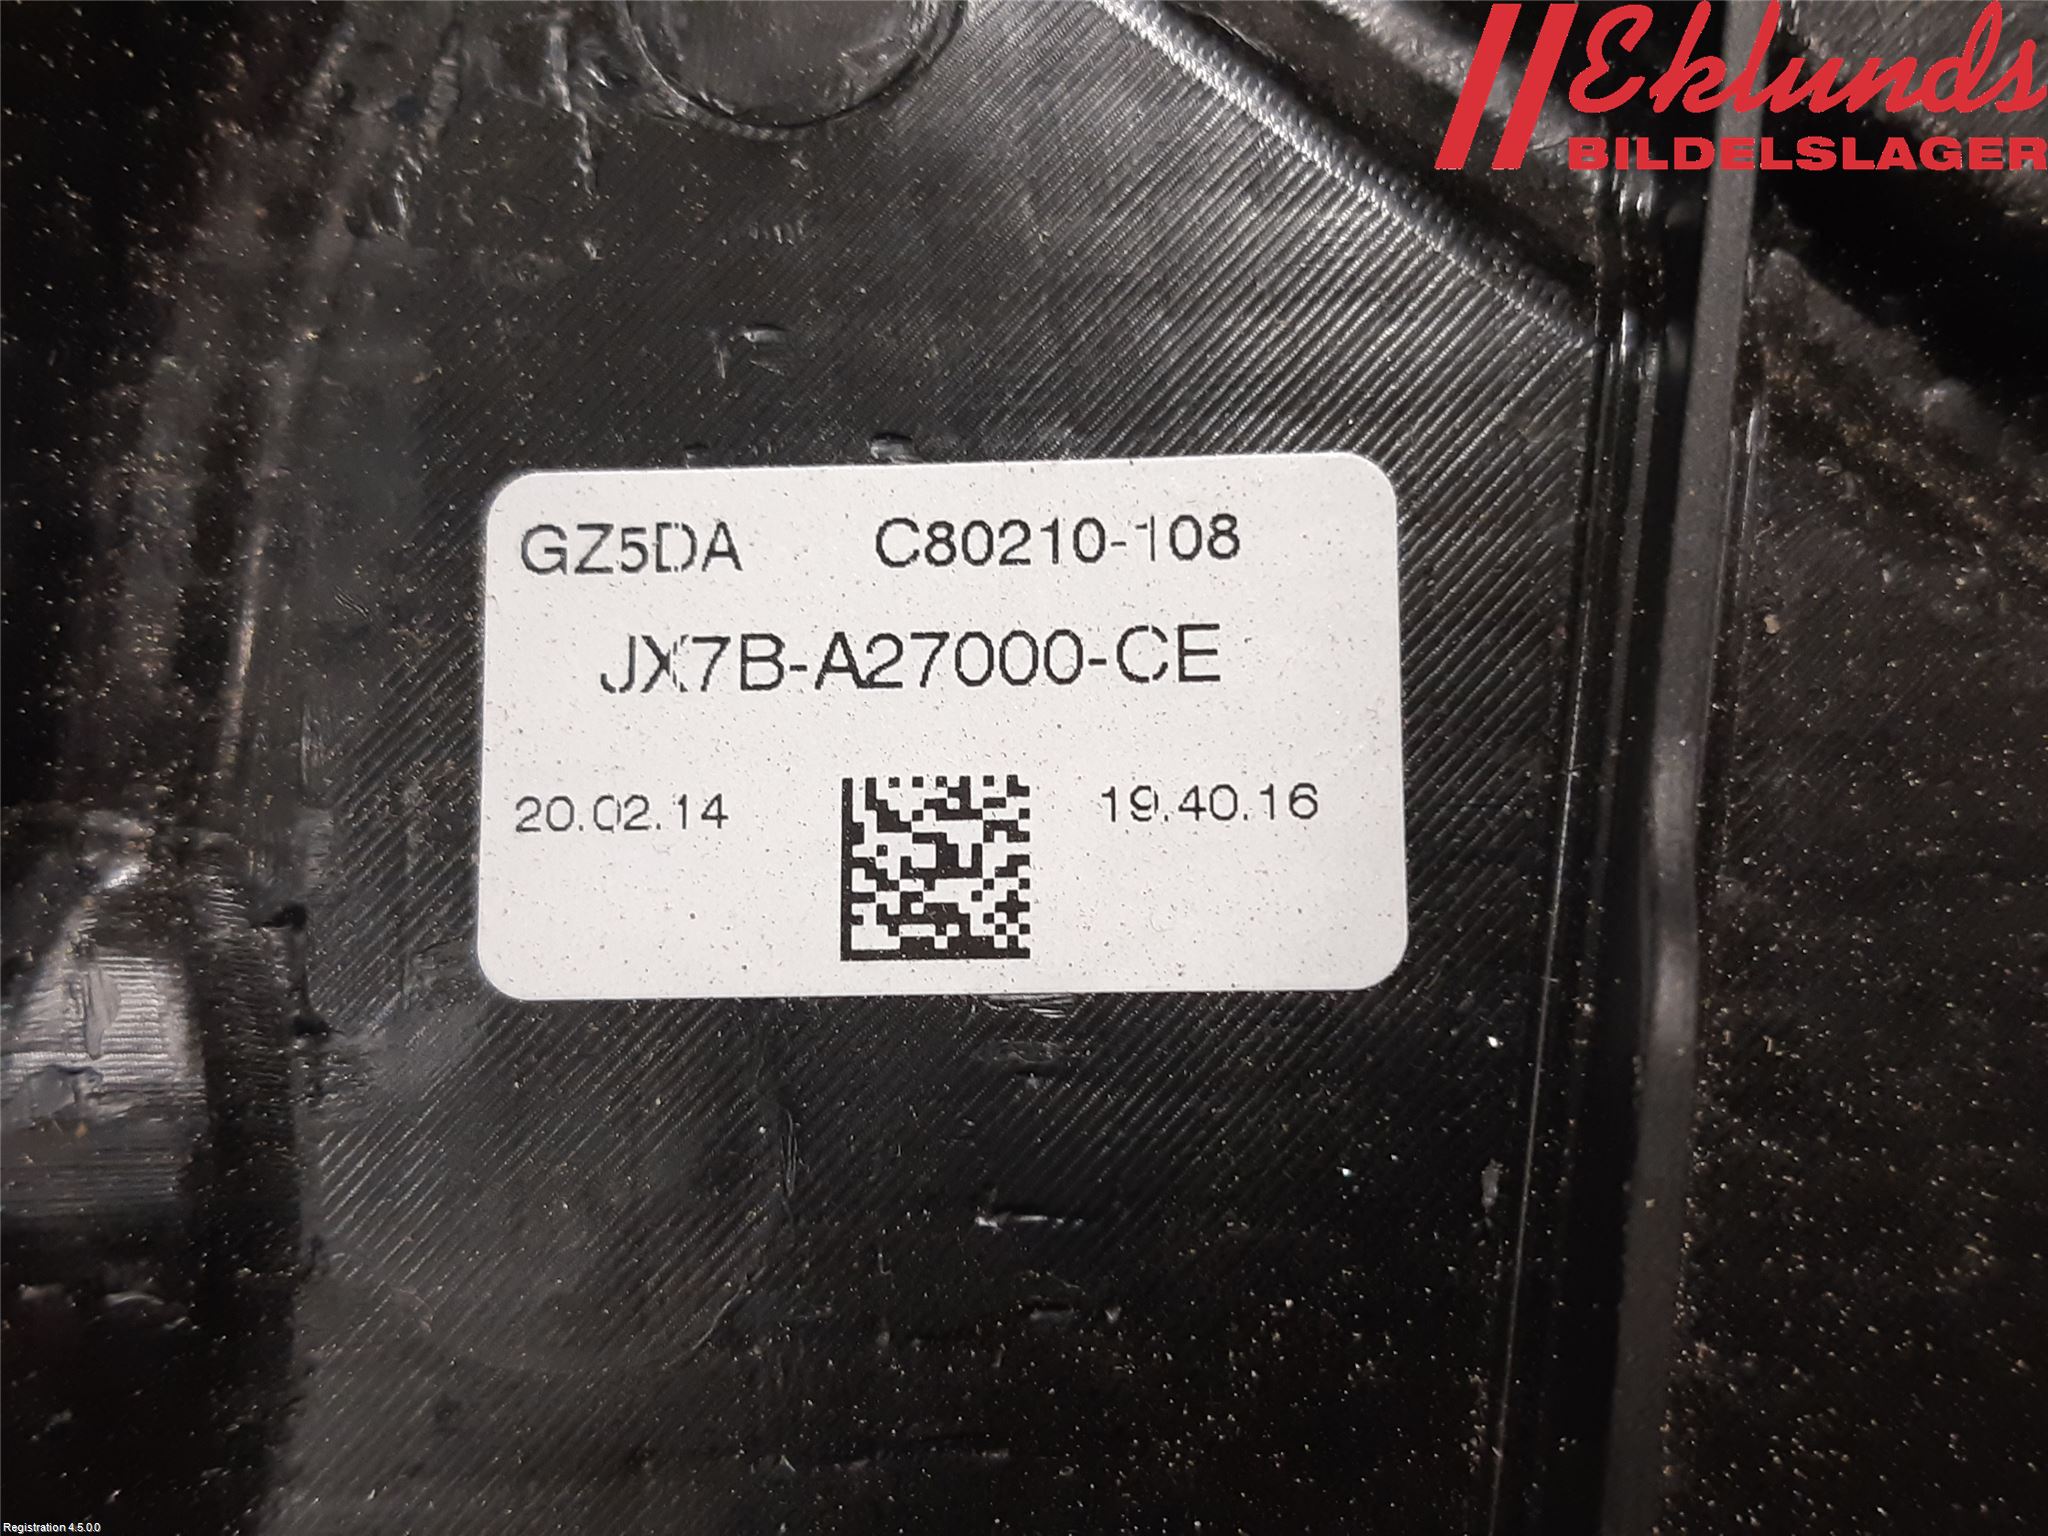 Eklunds
BILDELSLAGER
GZ5DA C80210-108
JX7B-A27000-CE
20.02.14 19.40.16
Registration 4.5.0.0